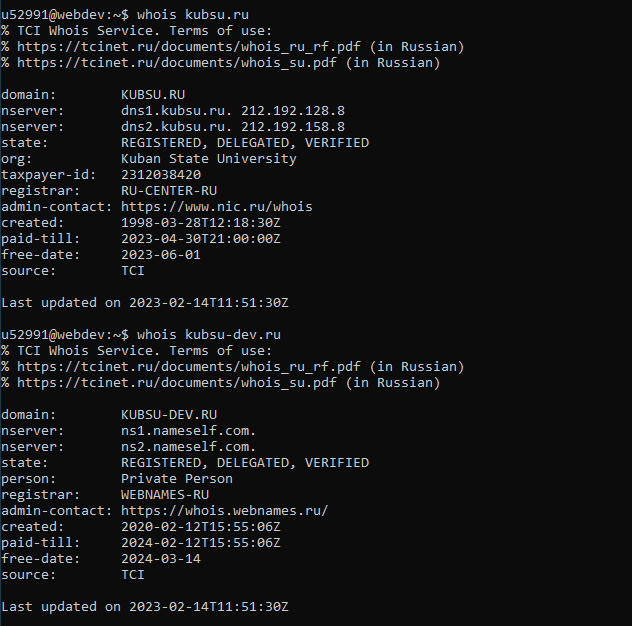 u52991@webdev:~$ whois kubsu.ru
% TCI Whois Service. Terms of use:
% https://tcinet.ru/documents/whois_ru_rf.pdf (in Russian)
% https://tcinet.ru/documents/whois_su.pdf (in Russian)

domain:        KUBSU.RU
nserver:       dns1.kubsu.ru. 212.192.128.8
nserver:       dns2.kubsu.ru. 212.192.158.8
state:         REGISTERED, DELEGATED, VERIFIED
org:           Kuban State University
taxpayer-id:   2312038420
registrar:     RU-CENTER-RU
admin-contact: https://www.nic.ru/whois
created:       1998-03-28T12:18:30Z
paid-till:     2023-04-30T21:00:00Z
free-date:     2023-06-01
source:        TCI

Last updated on 2023-02-14T11:51:30Z

u52991@webdev:~$ whois kubsu-dev.ru
% TCI Whois Service. Terms of use:
% https://tcinet.ru/documents/whois_ru_rf.pdf (in Russian)
% https://tcinet.ru/documents/whois_su.pdf (in Russian)

domain:        KUBSU-DEV.RU
nserver:       ns1.nameself.com.
nserver:       ns2.nameself.com.
state:         REGISTERED, DELEGATED, VERIFIED
person:        Private Person
registrar:     WEBNAMES-RU
admin-contact: https://whois.webnames.ru/
created:       2020-02-12T15:55:06Z
paid-till:     2024-02-12T15:55:06Z
free-date:     2024-03-14
source:        TCI

Last updated on 2023-02-14T11:51:30Z